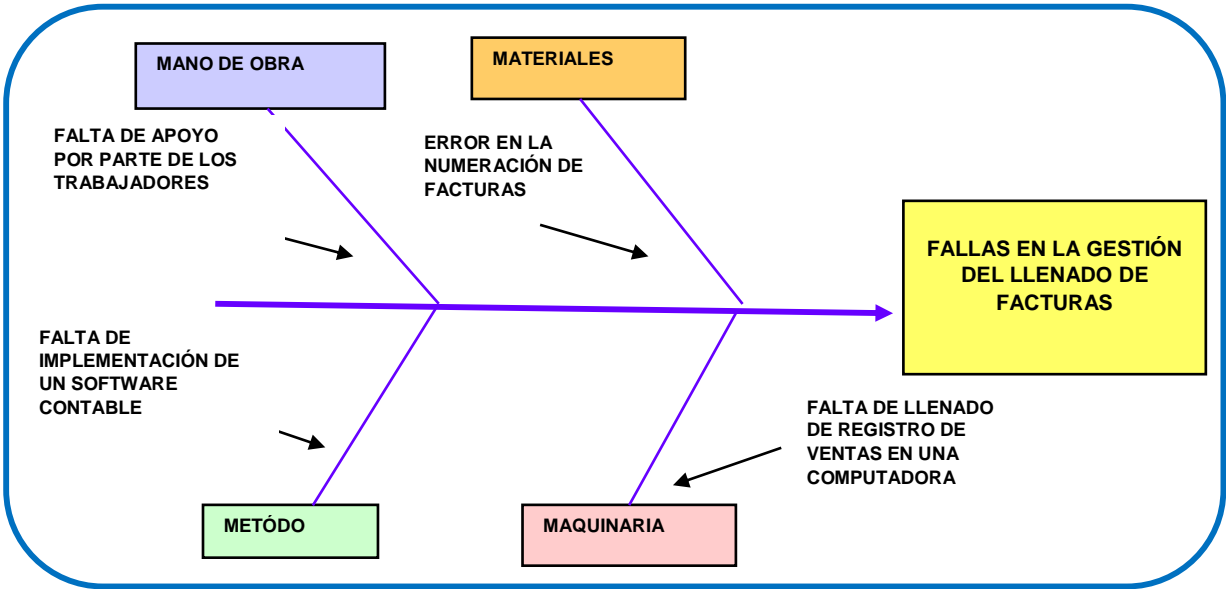 MANO DE OBRA
MATERIALES
FALTA DE APOYO
POR PARTE DE LOS
TRABAJADORES
ERROR EN LA
NUMERACIÓN DE
FACTURAS
FALLAS EN LA GESTIÓN
DEL LLENADO DE
FACTURAS
FALTA DE
IMPLEMENTACIÓN DE
UN SOFTWARE
CONTABLE
FALTA DE LLENADO
DE REGISTRO DE
VENTAS EN UNA
COMPUTADORA
METÓDO
MAQUINARIA